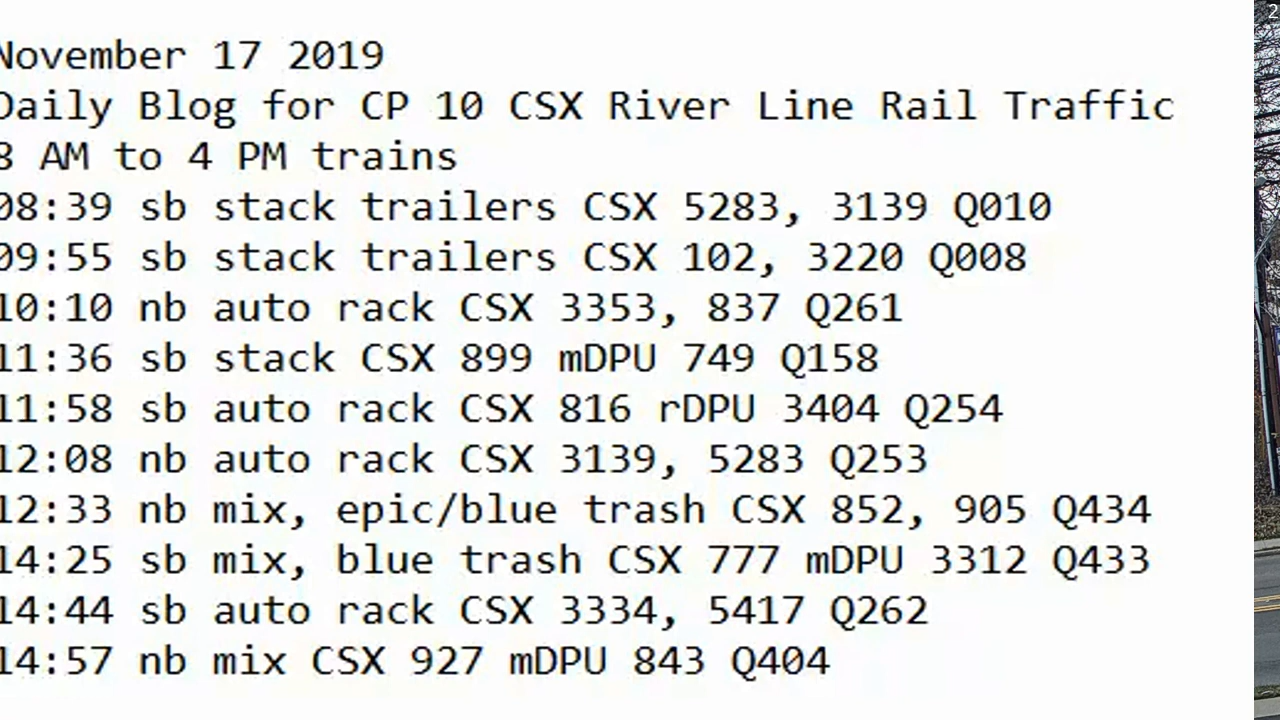 November 17 2019
Daily Blog for CP 10 CSX River Line Rail Traffic
8 AM to 4 PM trains
08:39 sb stack trailers CSX 5283, 3139 Q010
09:55 sb stack trailers CSX 102, 3220 Q008
10:10 nb auto rack CSX 3353, 837 Q261
11:36 sb stack CSX 899 mDPU 749 Q158
11:58 sb auto rack CSX 816 rDPU 3404 Q254
12:08 nb auto rack CSX 3139, 5283 Q253
12:33 nb mix, epic/blue trash CSX 852, 905 Q434
14:25 sb mix, blue trash CSX 777 mDPU 3312 Q433
14:44 sb auto rack CSX 3334, 5417 Q262
14:57 nb mix CSX 927 mDPU 843 Q404